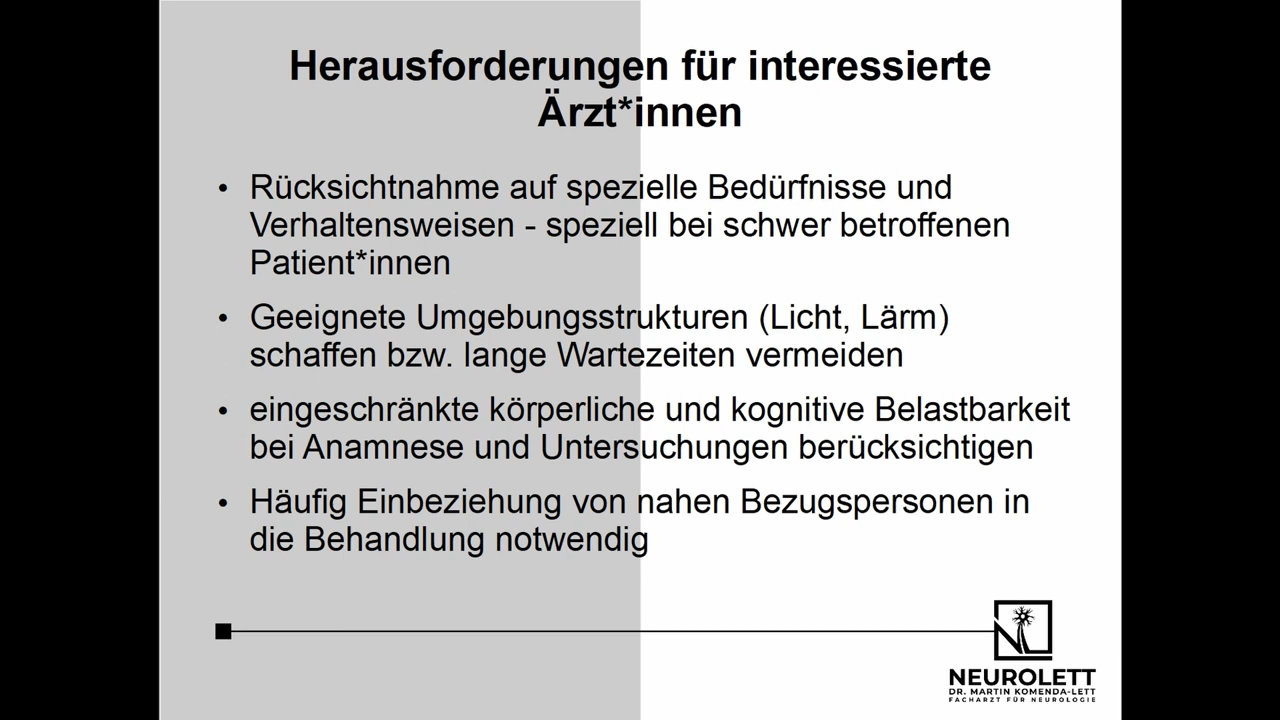 Herausforderungen für interessierte
Ärzt*innen
• Rücksichtnahme auf spezielle Bedürfnisse und
Verhaltensweisen - speziell bei schwer betroffenen
Patient*innen
• Geeignete Umgebungsstrukturen (Licht, Lärm)
schaffen bzw. lange Wartezeiten vermeiden
• eingeschränkte körperliche und kognitive Belastbarkeit
bei Anamnese und Untersuchungen berücksichtigen
• Häufig Einbeziehung von nahen Bezugspersonen in
die Behandlung notwendig
NEUROLETT
DR. MARTIN KOMENDA-LETT
FACHARZT FÜR NEUROLOGIE